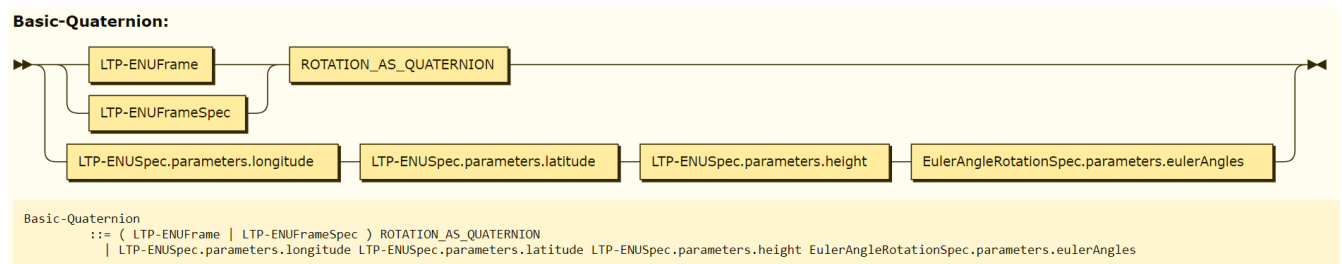 Basic-Quaternion:
LTP-ENUFrame ROTATION_AS_QUATERNION
LTP-ENUFrameSpec
LTP-ENUSpec.parameters.longitude LTP-ENUSpec.parameters.latitude LTP-ENUSpec.parameters.height EulerAngleRotationSpec.parameters.eulerAngles
Basic-Quaternion
::= ( LTP-ENUFrame | LTP-ENUFrameSpec ) ROTATION_AS_QUATERNION
| LTP-ENUSpec.parameters.longitude LTP-ENUSpec.parameters.latitude LTP-ENUSpec.parameters.height EulerAngleRotationSpec.parameters.eulerAngles